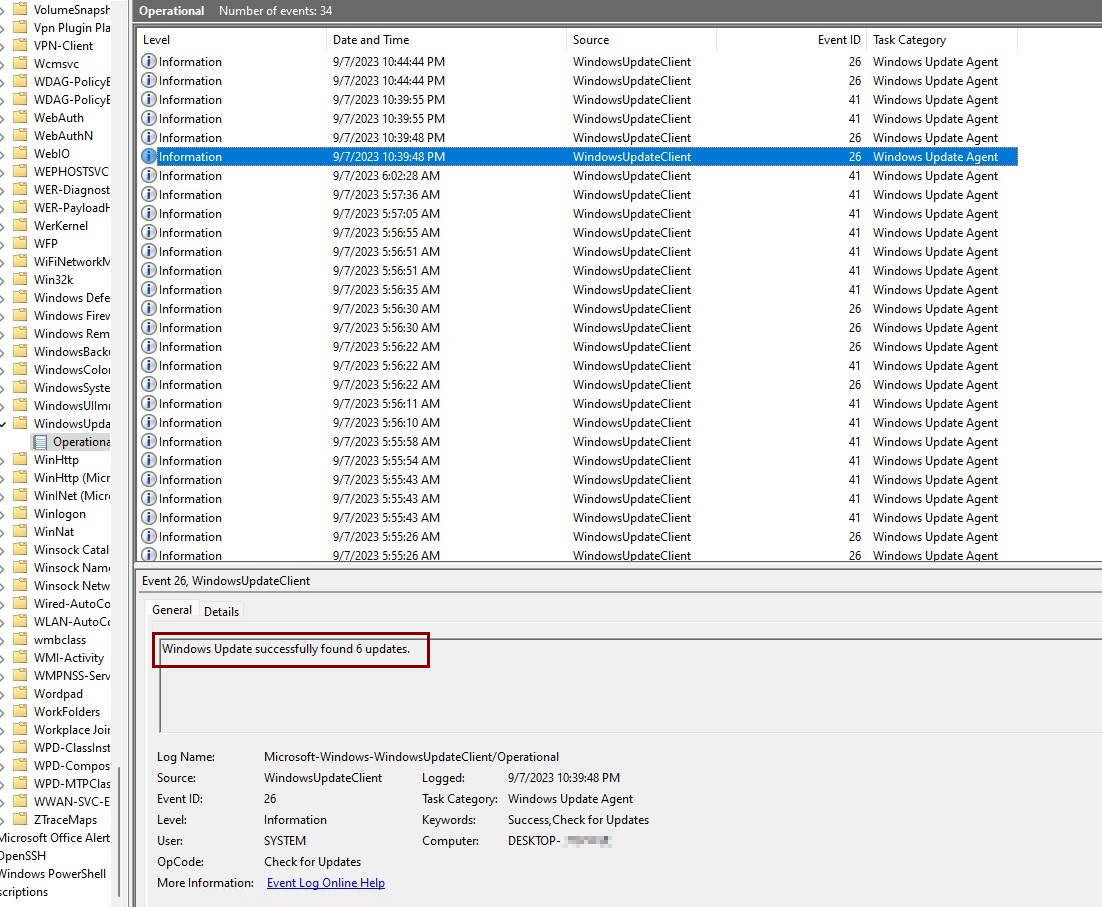 VolumeSnapsh
Vpn Plugin Pla
VPN-Client
Wcmsvc
WDAG-PolicyE
WDAG-PolicyE
WebAuth
WebAuthN
WebIO
WEPHOSTSVC
WER-Diagnost
WER-PayloadH
WerKernel
WFP
WiFiNetworkM
Win32k
Windows Defe
Windows Firew
Windows Rem
WindowsBacku
WindowsColor
WindowsSyste
WindowsUIImm
WindowsUpda
Operationa
WinHttp
WinHttp (Micr
WinINet (Micro
Winlogon
WinNat
Winsock Catal
Winsock Name
Winsock Netw
Wired-AutoCo
WLAN-AutoCo
wmbclass
WMI-Activity
WMPNSS-Serv
Wordpad
WorkFolders
Workplace Join
WPD-ClassInst
WPD-Compos
WPD-MTPClas
WWAN-SVC-E
ZTraceMaps
Microsoft Office Alert
OpenSSH
Windows PowerShell
scriptions
Operational Number of events: 34
Level Date and Time Source Event ID Task Category
Information 9/7/2023 10:44:44 PM WindowsUpdateClient 26 Windows Update Agent
Information 9/7/2023 10:44:44 PM WindowsUpdateClient 26 Windows Update Agent
Information 9/7/2023 10:39:55 PM WindowsUpdateClient 41 Windows Update Agent
Information 9/7/2023 10:39:55 PM WindowsUpdateClient 41 Windows Update Agent
Information 9/7/2023 10:39:48 PM WindowsUpdateClient 26 Windows Update Agent
Information 9/7/2023 10:39:48 PM WindowsUpdateClient 26 Windows Update Agent
Information 9/7/2023 6:02:28 AM WindowsUpdateClient 41 Windows Update Agent
Information 9/7/2023 5:57:36 AM WindowsUpdateClient 41 Windows Update Agent
Information 9/7/2023 5:57:05 AM WindowsUpdateClient 41 Windows Update Agent
Information 9/7/2023 5:56:55 AM WindowsUpdateClient 41 Windows Update Agent
Information 9/7/2023 5:56:51 AM WindowsUpdateClient 41 Windows Update Agent
Information 9/7/2023 5:56:51 AM WindowsUpdateClient 41 Windows Update Agent
Information 9/7/2023 5:56:35 AM WindowsUpdateClient 41 Windows Update Agent
Information 9/7/2023 5:56:30 AM WindowsUpdateClient 26 Windows Update Agent
Information 9/7/2023 5:56:30 AM WindowsUpdateClient 26 Windows Update Agent
Information 9/7/2023 5:56:22 AM WindowsUpdateClient 26 Windows Update Agent
Information 9/7/2023 5:56:22 AM WindowsUpdateClient 41 Windows Update Agent
Information 9/7/2023 5:56:22 AM WindowsUpdateClient 26 Windows Update Agent
Information 9/7/2023 5:56:11 AM WindowsUpdateClient 41 Windows Update Agent
Information 9/7/2023 5:56:10 AM WindowsUpdateClient 41 Windows Update Agent
Information 9/7/2023 5:55:58 AM WindowsUpdateClient 41 Windows Update Agent
Information 9/7/2023 5:55:54 AM WindowsUpdateClient 41 Windows Update Agent
Information 9/7/2023 5:55:43 AM WindowsUpdateClient 41 Windows Update Agent
Information 9/7/2023 5:55:43 AM WindowsUpdateClient 41 Windows Update Agent
Information 9/7/2023 5:55:43 AM WindowsUpdateClient 41 Windows Update Agent
Information 9/7/2023 5:55:26 AM WindowsUpdateClient 26 Windows Update Agent
Information 9/7/2023 5:55:26 AM WindowsUpdateClient 26 Windows Update Agent
Event 26, WindowsUpdateClient
General Details
Windows Update successfully found 6 updates.
Log Name: Microsoft-Windows-WindowsUpdateClient/Operational
Source: WindowsUpdateClient Logged: 9/7/2023 10:39:48 PM
Event ID: 26 Task Category: Windows Update Agent
Level: Information Keywords: Success,Check for Updates
User: SYSTEM Computer: DESKTOP-
OpCode: Check for Updates
More Information: Event Log Online Help